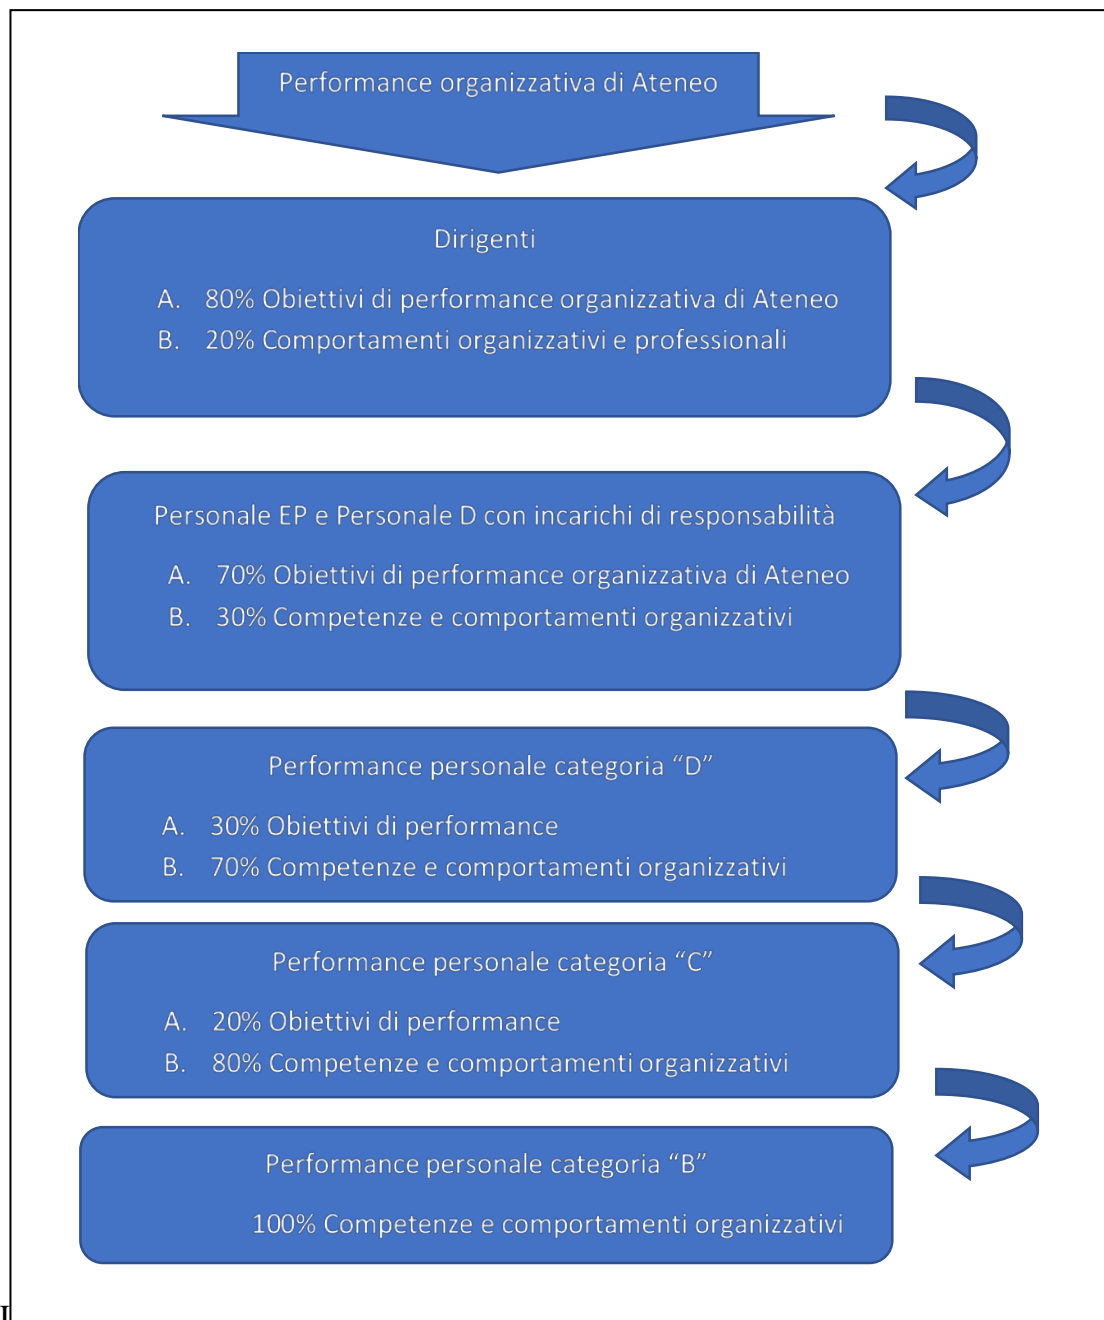 Performance organizzativa di Ateneo
Dirigenti
A. 80% Obiettivi di performance organizzativa di Ateneo
B. 20% Comportamenti organizzativi e professionali
Personale EP e Personale D con incarichi di responsabilità
A. 70% Obiettivi di performance organizzativa di Ateneo
B. 30% Competenze e comportamenti organizzativi
Performance personale categoria “D”
A. 30% Obiettivi di performance
B. 70% Competenze e comportamenti organizzativi
Performance personale categoria “C”
A. 20% Obiettivi di performance
B. 80% Competenze e comportamenti organizzativi
Performance personale categoria “B”
100% Competenze e comportamenti organizzativi